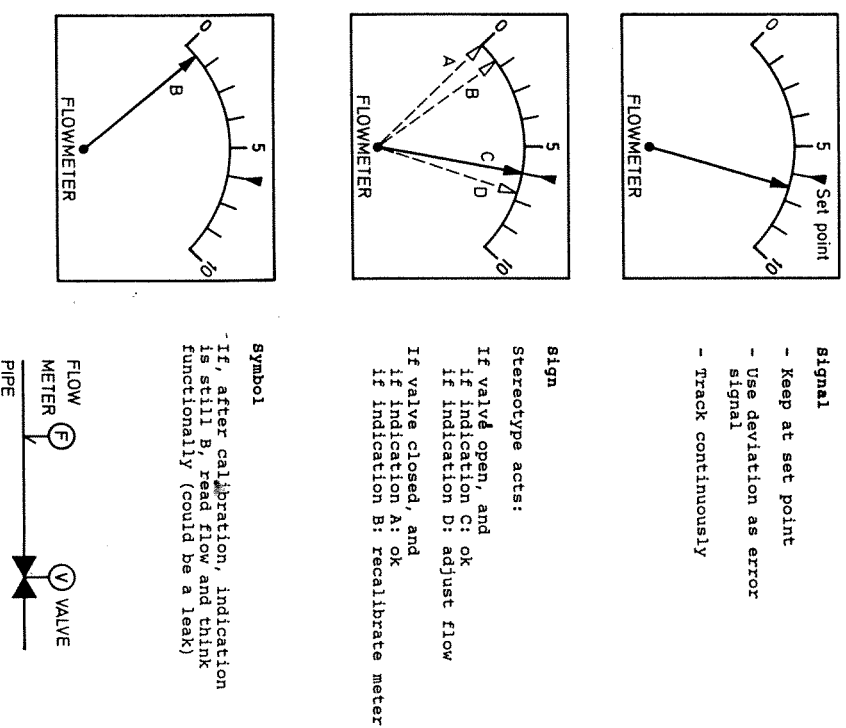 0
5
Set point
10
FLOWMETER
Signal
- Keep at set point
- Use deviation as error
signal
- Track continuously
0
5
10
A
B
C
D
FLOWMETER
Sign
Stereotype acts:
If valve open, and
if indication C: ok
if indication D: adjust flow
If valve closed, and
if indication A: ok
if indication B: recalibrate meter
0
5
10
B
FLOWMETER
Symbol
- If, after calibration, indication
is still B, read flow and think
functionally (could be a leak)
FLOW
METER
F
V
VALVE
PIPE